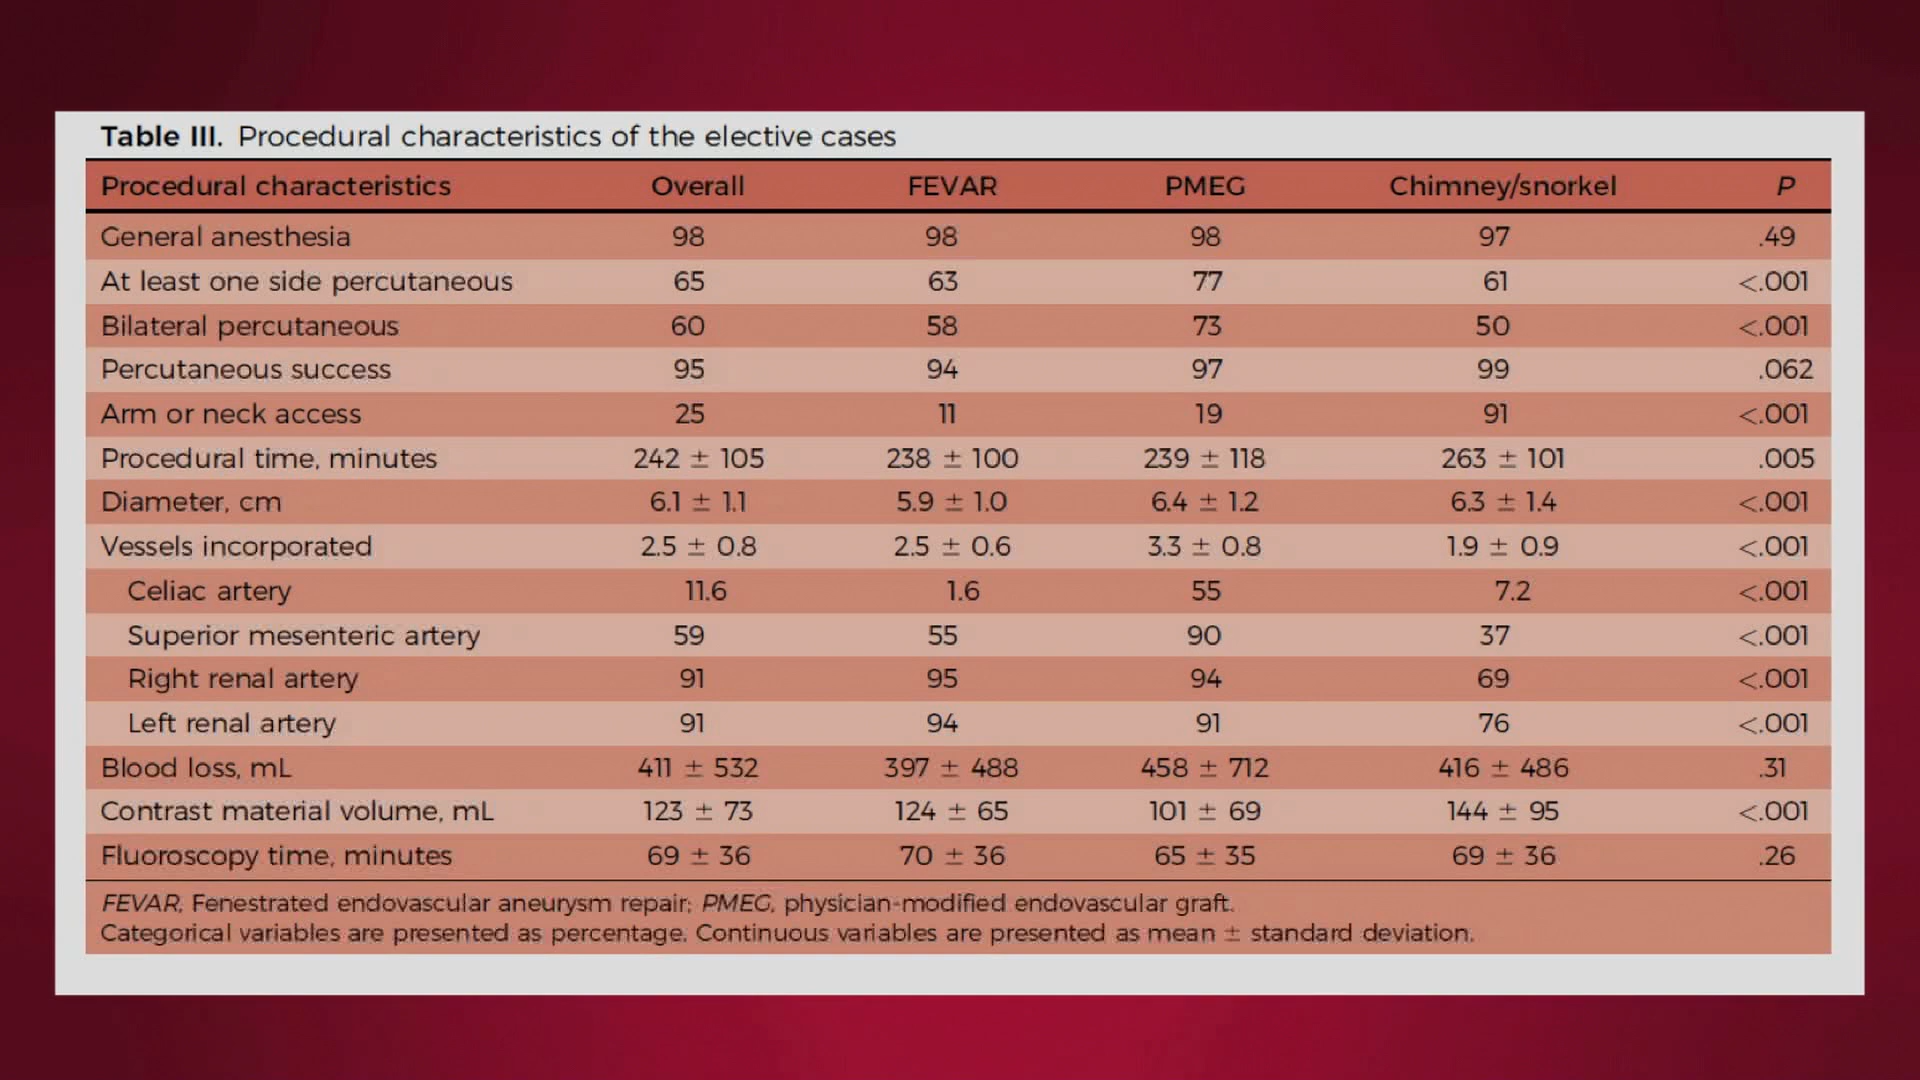 Table III. Procedural characteristics of the elective cases
Procedural characteristics Overall FEVAR PMEG Chimney/snorkel P
General anesthesia 98 98 98 97 .49
At least one side percutaneous 65 63 77 61 <.001
Bilateral percutaneous 60 58 73 50 <.001
Percutaneous success 95 94 97 99 .062
Arm or neck access 25 11 19 91 <.001
Procedural time, minutes 242 ± 105 238 ± 100 239 ± 118 263 ± 101 .005
Diameter, cm 6.1 ± 1.1 5.9 ± 1.0 6.4 ± 1.2 6.3 ± 1.4 <.001
Vessels incorporated 2.5 ± 0.8 2.5 ± 0.6 3.3 ± 0.8 1.9 ± 0.9 <.001
Celiac artery 11.6 1.6 55 7.2 <.001
Superior mesenteric artery 59 55 90 37 <.001
Right renal artery 91 95 94 69 <.001
Left renal artery 91 94 91 76 <.001
Blood loss, mL 411 ± 532 397 ± 488 458 ± 712 416 ± 486 .31
Contrast material volume, mL 123 ± 73 124 ± 65 101 ± 69 144 ± 95 <.001
Fluoroscopy time, minutes 69 ± 36 70 ± 36 65 ± 35 69 ± 36 .26
FEVAR, Fenestrated endovascular aneurysm repair; PMEG, physician-modified endovascular graft.
Categorical variables are presented as percentage. Continuous variables are presented as mean ± standard deviation.